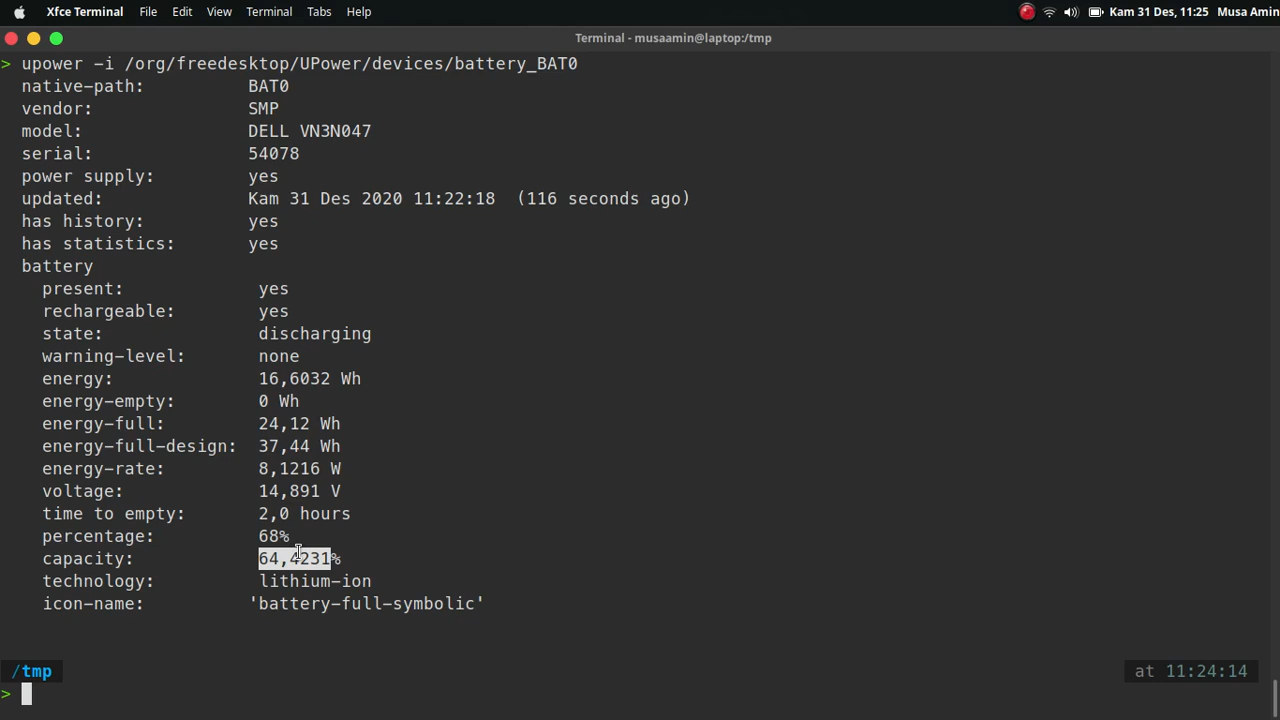 Xfce Terminal File Edit View Terminal Tabs Help Kam 31 Des, 11:25 Musa Amin
Terminal - musaamin@laptop:/tmp
> upower -i /org/freedesktop/UPower/devices/battery_BAT0
native-path: BAT0
vendor: SMP
model: DELL VN3N047
serial: 54078
power supply: yes
updated: Kam 31 Des 2020 11:22:18 (116 seconds ago)
has history: yes
has statistics: yes
battery
present: yes
rechargeable: yes
state: discharging
warning-level: none
energy: 16,6032 Wh
energy-empty: 0 Wh
energy-full: 24,12 Wh
energy-full-design: 37,44 Wh
energy-rate: 8,1216 W
voltage: 14,891 V
time to empty: 2,0 hours
percentage: 68%
capacity: 64,4231%
technology: lithium-ion
icon-name: 'battery-full-symbolic'
/tmp at 11:24:14
>